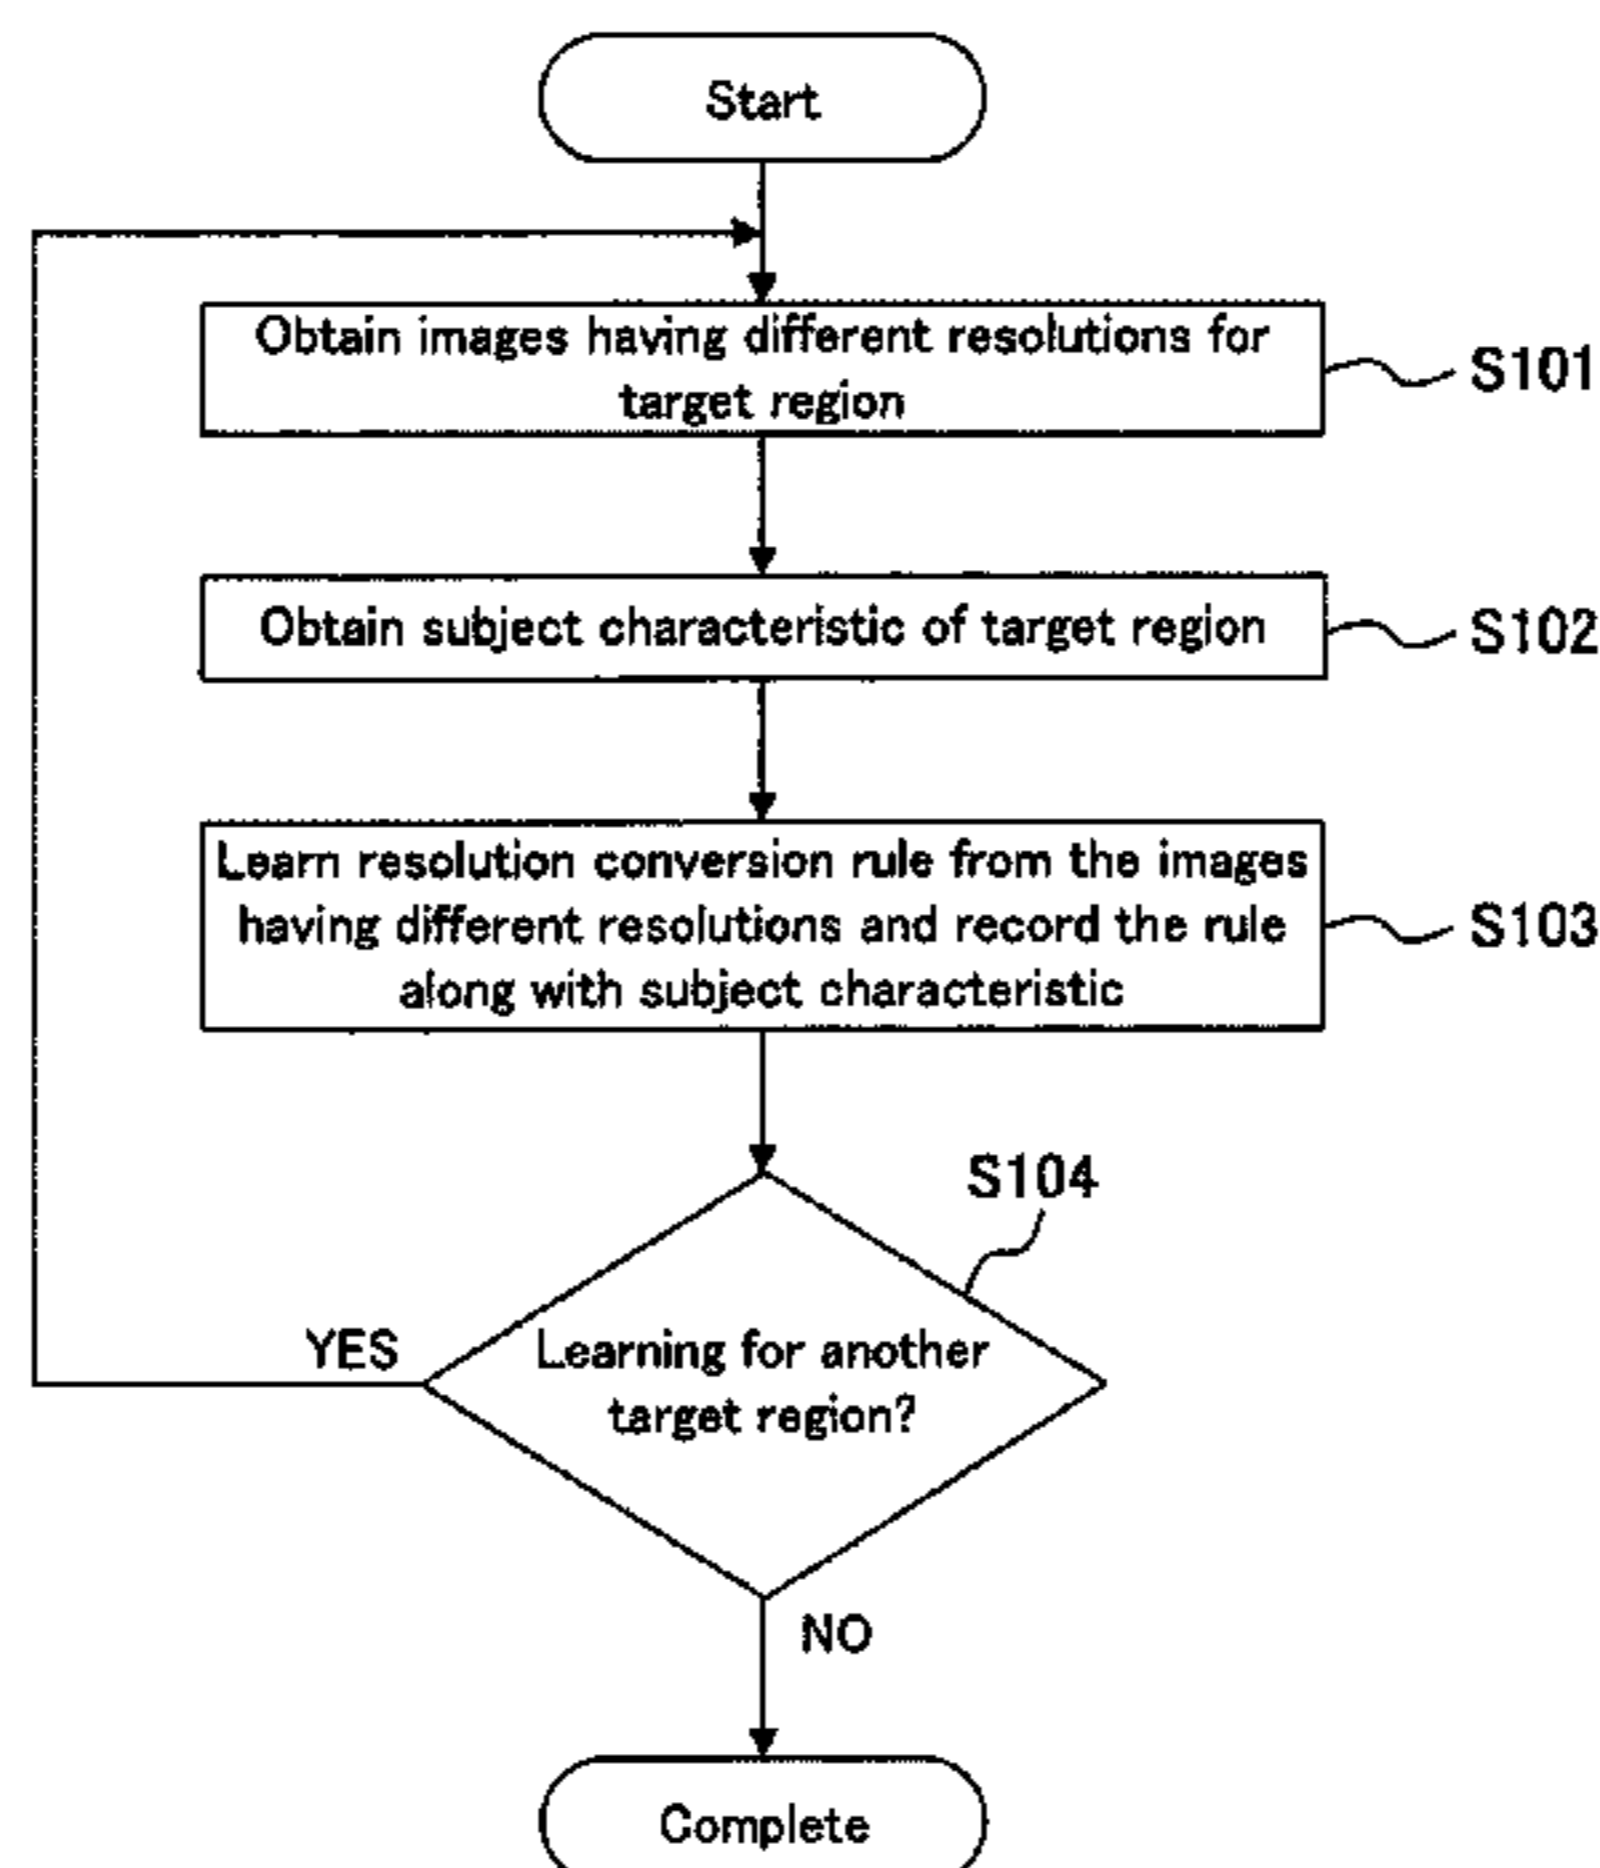 Start
Obtain images having different resolutions for
target region
S101
Obtain subject characteristic of target region
S102
Learn resolution conversion rule from the images
having different resolutions and record the rule
along with subject characteristic
S103
S104
YES
Learning for another
target region?
NO
Complete